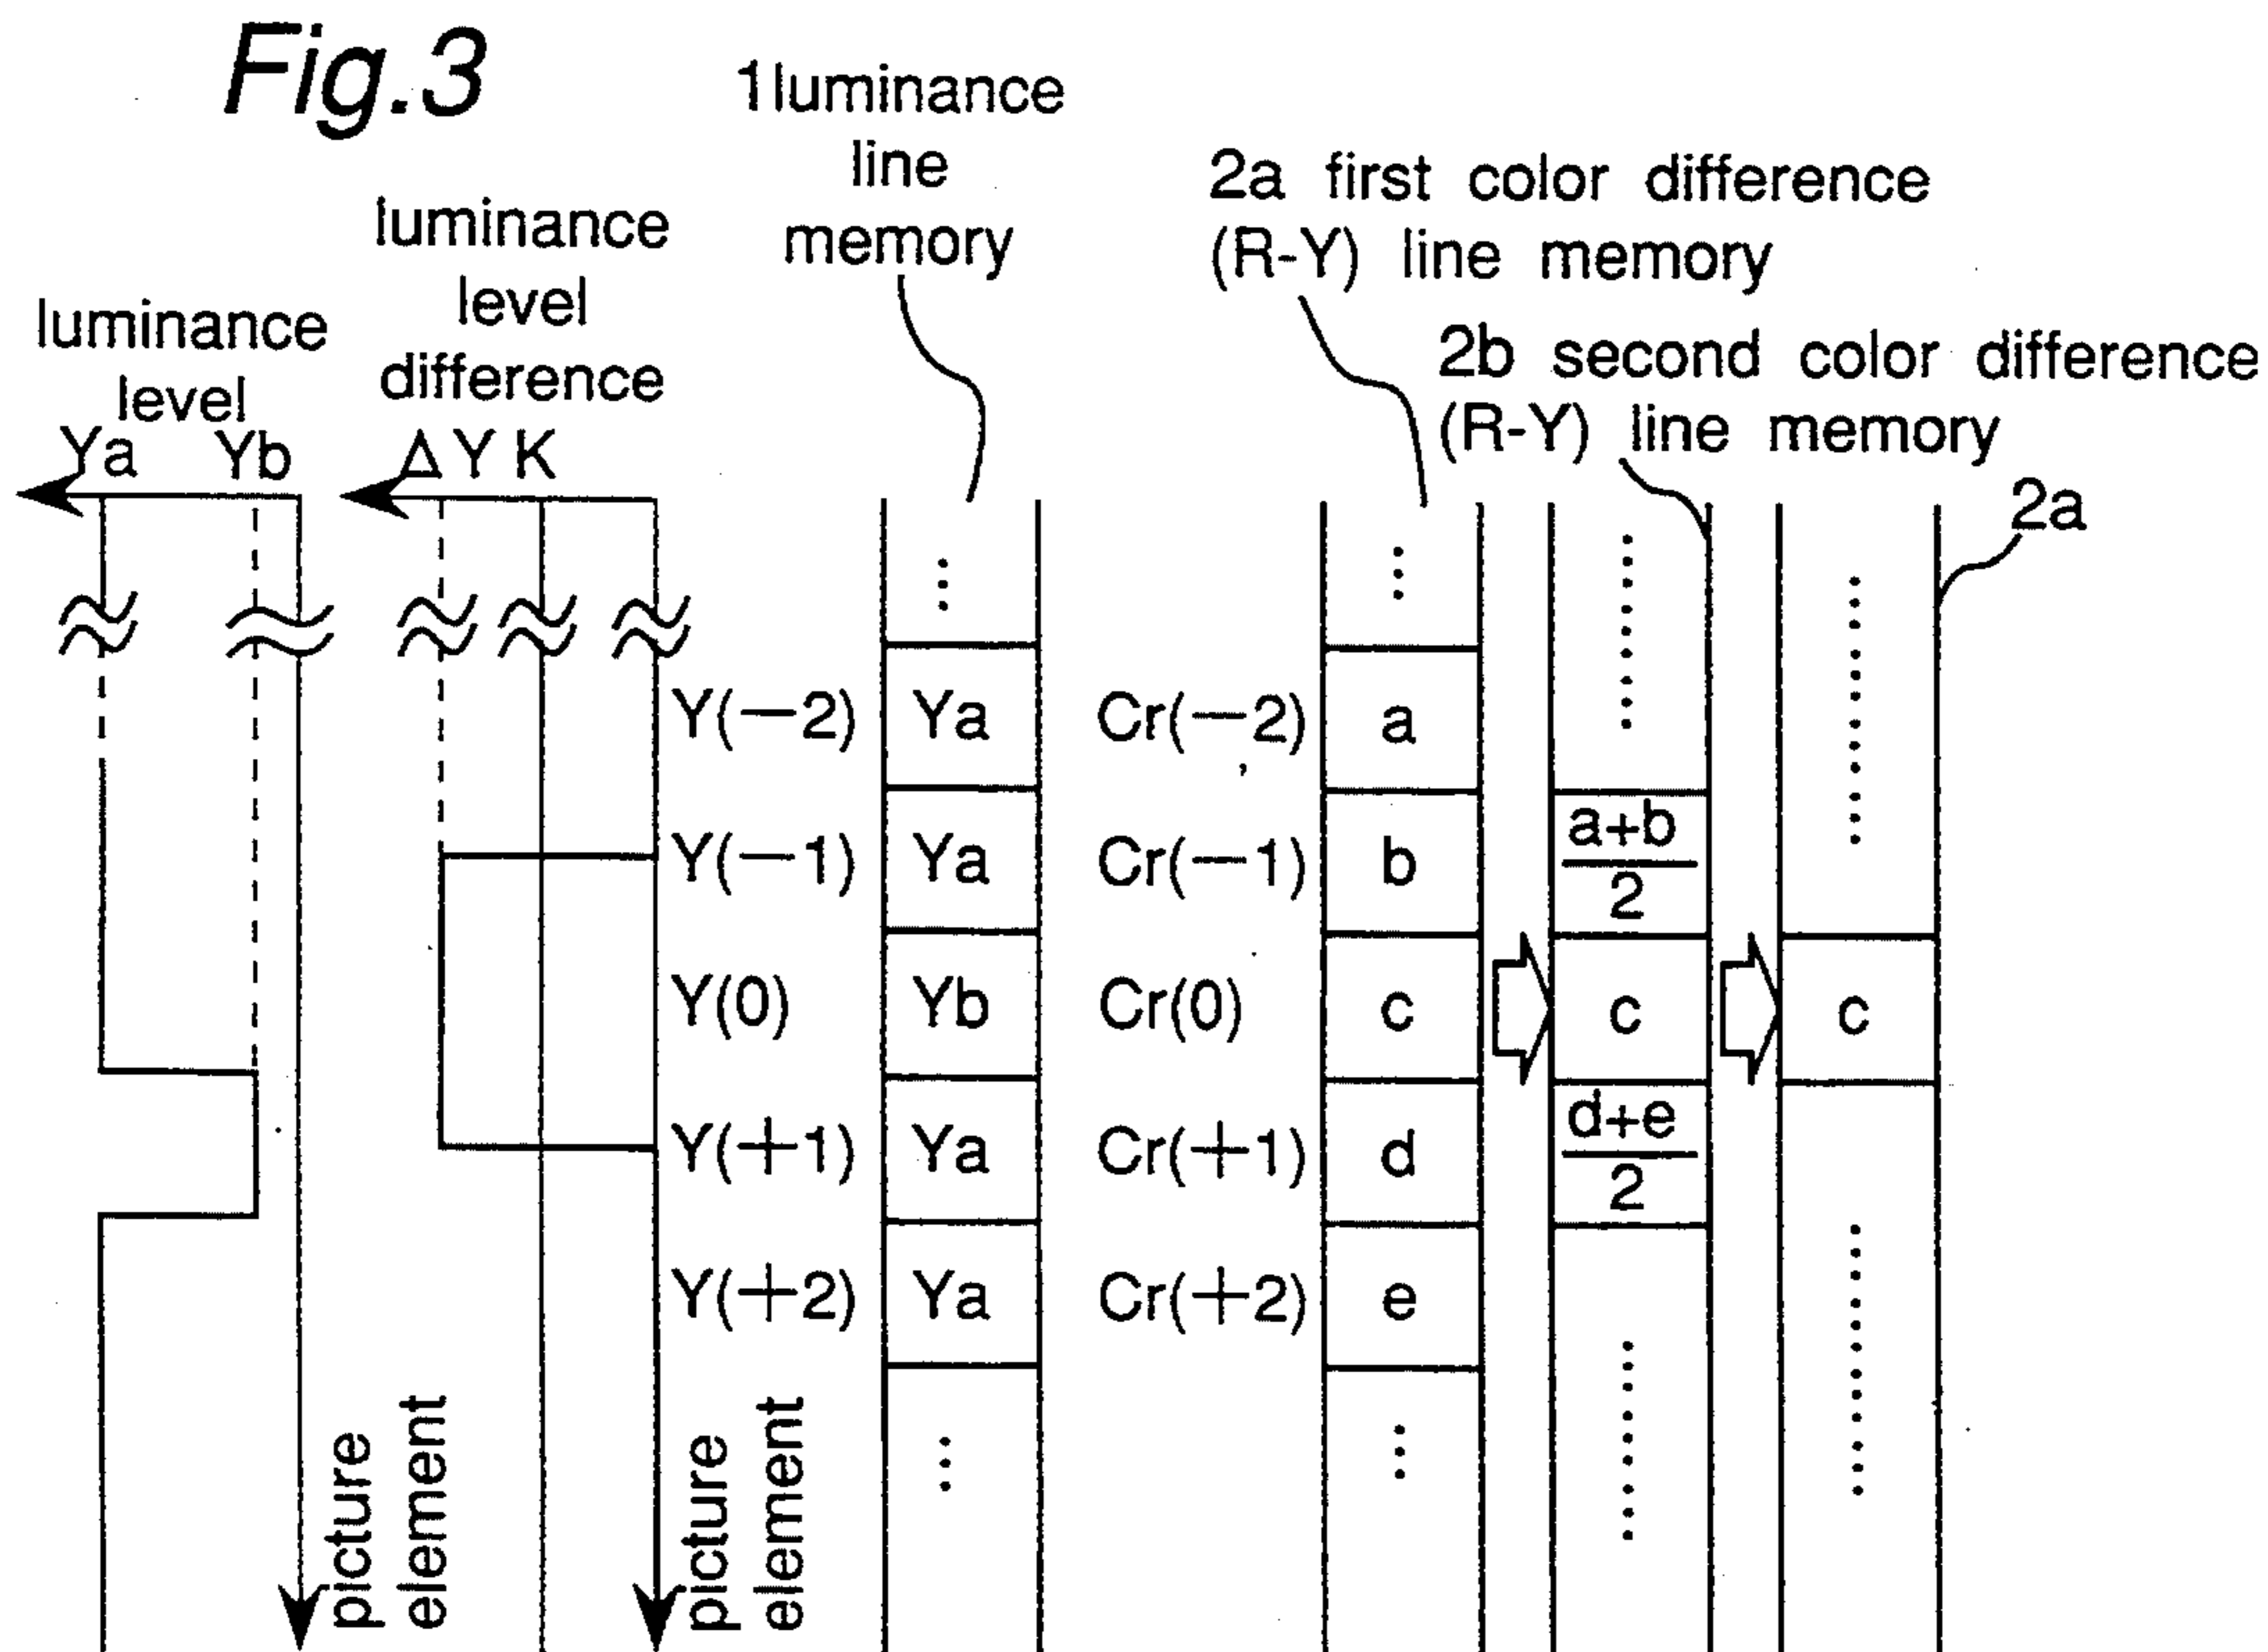 Fig.3
1luminance
line
memory
luminance
level
difference
luminance
level
2a first color difference
(R-Y) line memory
2b second color difference
(R-Y) line memory
2a
Ya Yb
ΔY K
Y(−2) Ya Cr(−2) a
Y(−1) Ya Cr(−1) b a+b/2
Y(0) Yb Cr(0) c c c
Y(+1) Ya Cr(+1) d d+e/2
Y(+2) Ya Cr(+2) e
picture
element
picture
element